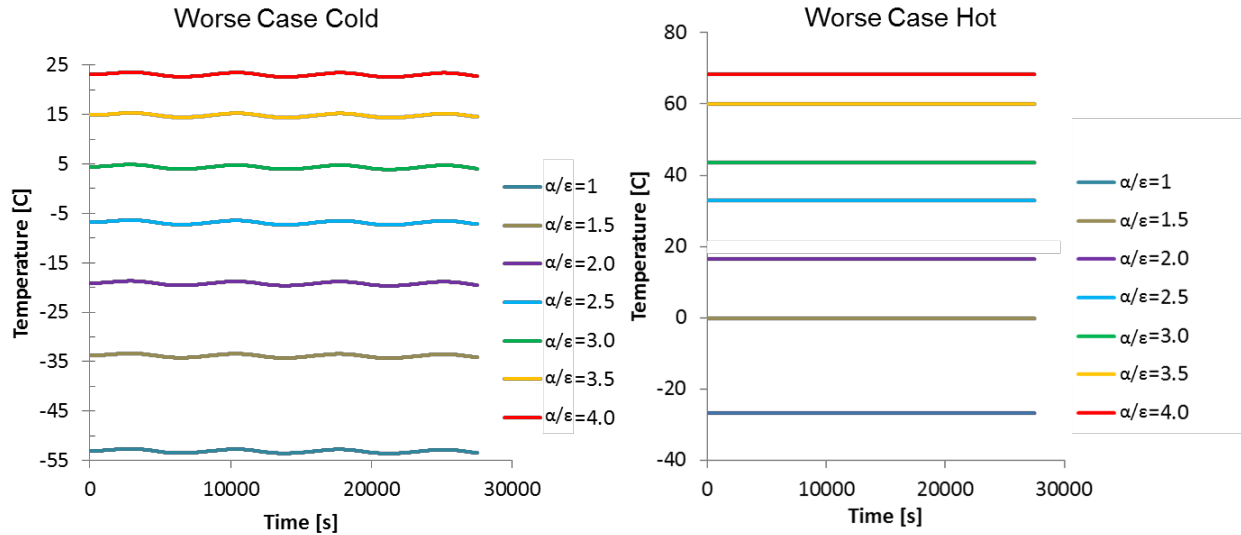 Worse Case Cold
Temperature [C]
25
15
5
-5
-15
-25
-35
-45
-55
0
10000
20000
30000
Time [s]
α/ε=1
α/ε=1.5
α/ε=2.0
α/ε=2.5
α/ε=3.0
α/ε=3.5
α/ε=4.0
Worse Case Hot
Temperature [C]
80
60
40
20
0
-20
-40
0
10000
20000
30000
Time [s]
α/ε=1
α/ε=1.5
α/ε=2.0
α/ε=2.5
α/ε=3.0
α/ε=3.5
α/ε=4.0